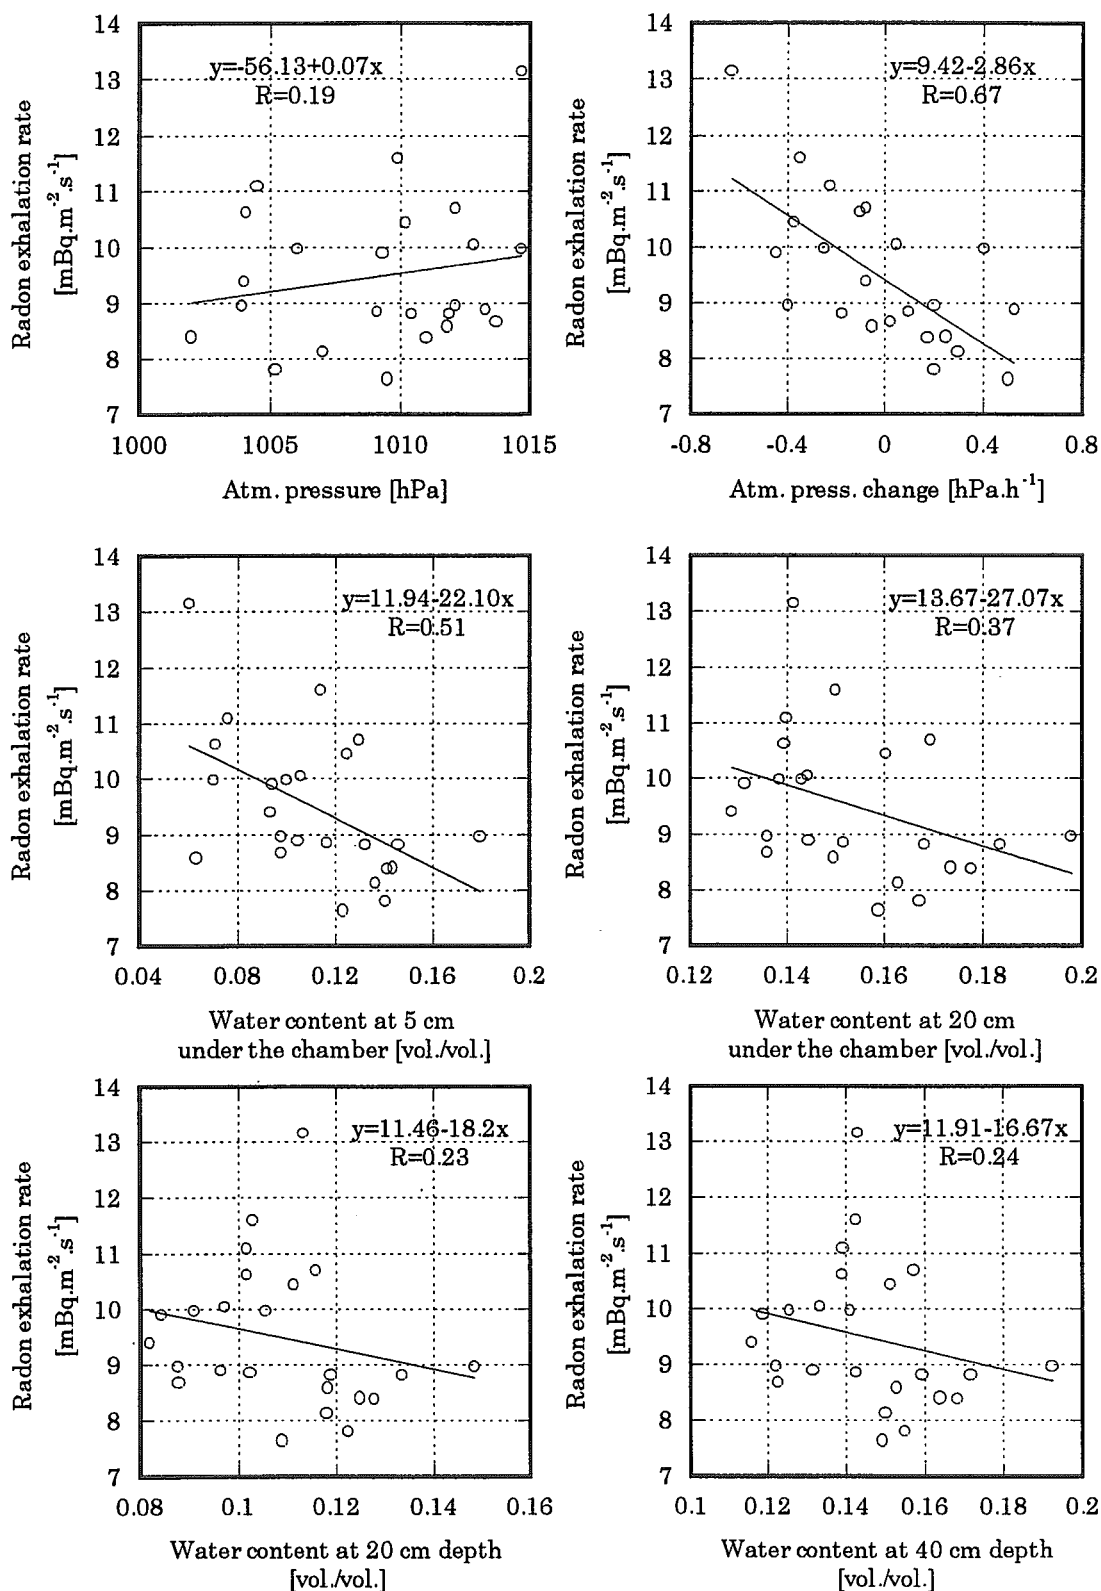 14
13
12
11
10
9
8
7
Radon exhalation rate
[mBq.m-2.s-1]
y=-56.13+0.07x
R=0.19
1000 1005 1010 1015
Atm. pressure [hPa]
14
13
12
11
10
9
8
7
Radon exhalation rate
[mBq.m-2.s-1]
y=9.42-2.86x
R=0.67
-0.8 -0.4 0 0.4 0.8
Atm. press. change [hPa.h-1]
14
13
12
11
10
9
8
7
Radon exhalation rate
[mBq.m-2.s-1]
y=11.94-22.10x
R=0.51
0.04 0.08 0.12 0.16 0.2
Water content at 5 cm
under the chamber [vol./vol.]
14
13
12
11
10
9
8
7
Radon exhalation rate
[mBq.m-2.s-1]
y=13.67-27.07x
R=0.37
0.12 0.14 0.16 0.18 0.2
Water content at 20 cm
under the chamber [vol./vol.]
14
13
12
11
10
9
8
7
Radon exhalation rate
[mBq.m-2.s-1]
y=11.46-18.2x
R=0.23
0.08 0.1 0.12 0.14 0.16
Water content at 20 cm depth
[vol./vol.]
14
13
12
11
10
9
8
7
Radon exhalation rate
[mBq.m-2.s-1]
y=11.91-16.67x
R=0.24
0.1 0.12 0.14 0.16 0.18 0.2
Water content at 40 cm depth
[vol./vol.]